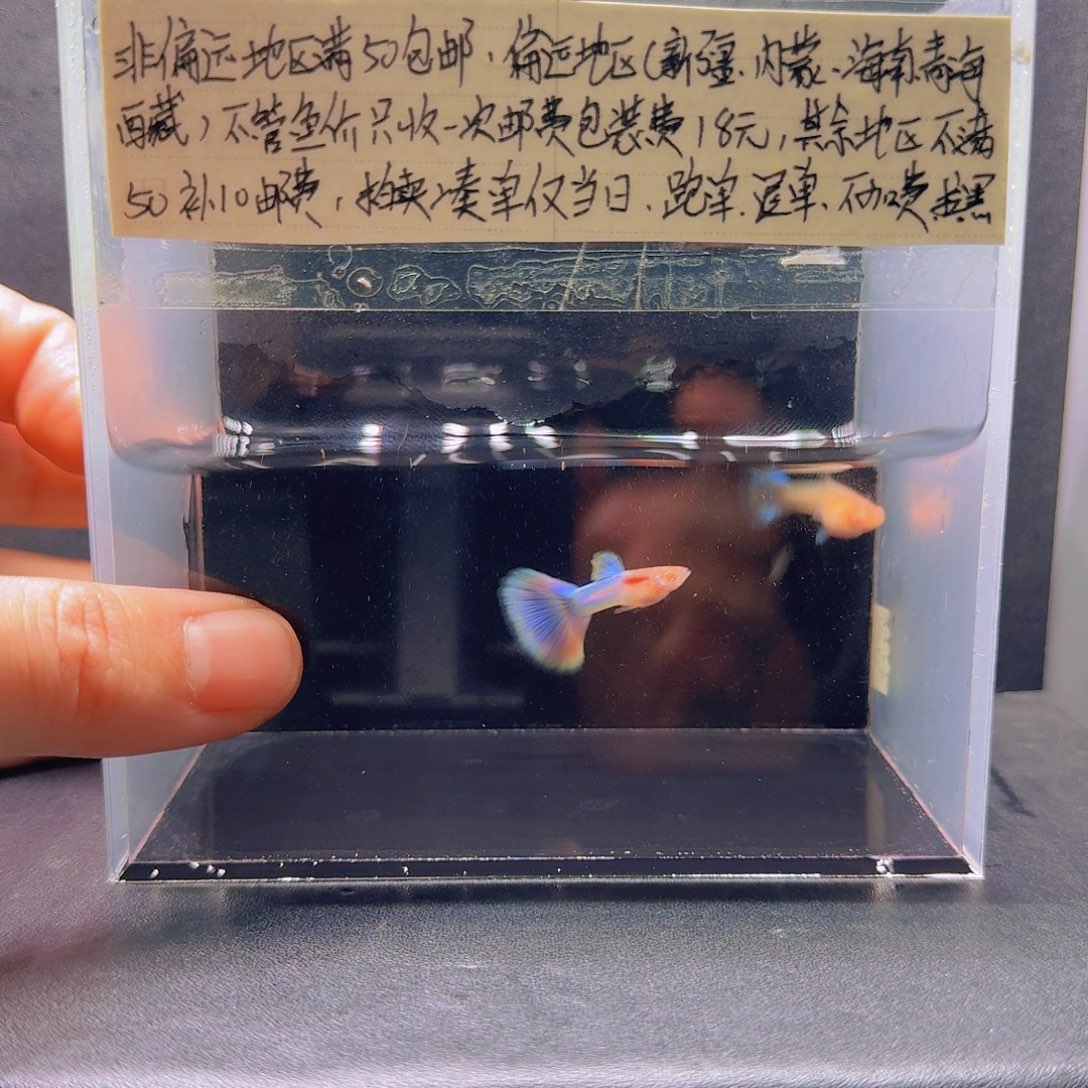 非偏远地区满50包邮，偏远地区(新疆、内蒙、海南、青海
西藏)不管鱼价只收一次邮费包装费18元，其余地区不满
50补10邮费，拍卖凑单仅当日、跑单、退单、不加费拉黑